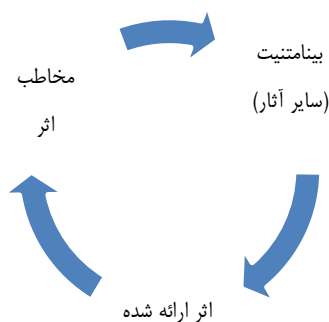 بینامتنیت
(سایر آثار)
مخاطب
اثر
اثر ارائه شده